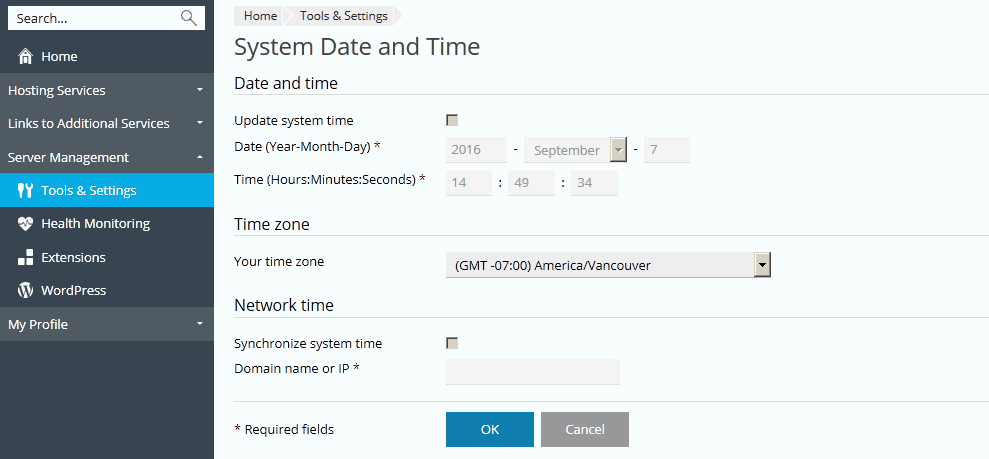 Search...
Home
Hosting Services
Links to Additional Services
Server Management
Tools & Settings
Health Monitoring
Extensions
WordPress
My Profile
Home Tools & Settings
System Date and Time
Date and time
Update system time
Date (Year-Month-Day) * 2016 - September - 7
Time (Hours:Minutes:Seconds) * 14 : 49 : 34
Time zone
Your time zone (GMT -07:00) America/Vancouver
Network time
Synchronize system time
Domain name or IP *
* Required fields OK Cancel